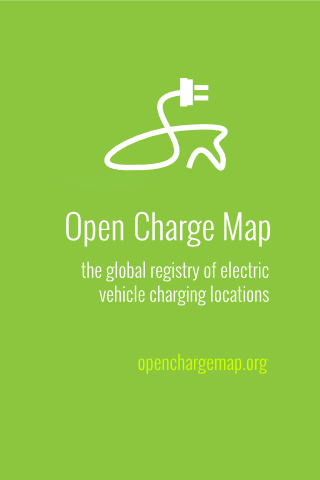 Open Charge Map
the global registry of electric
vehicle charging locations
openchargemap.org